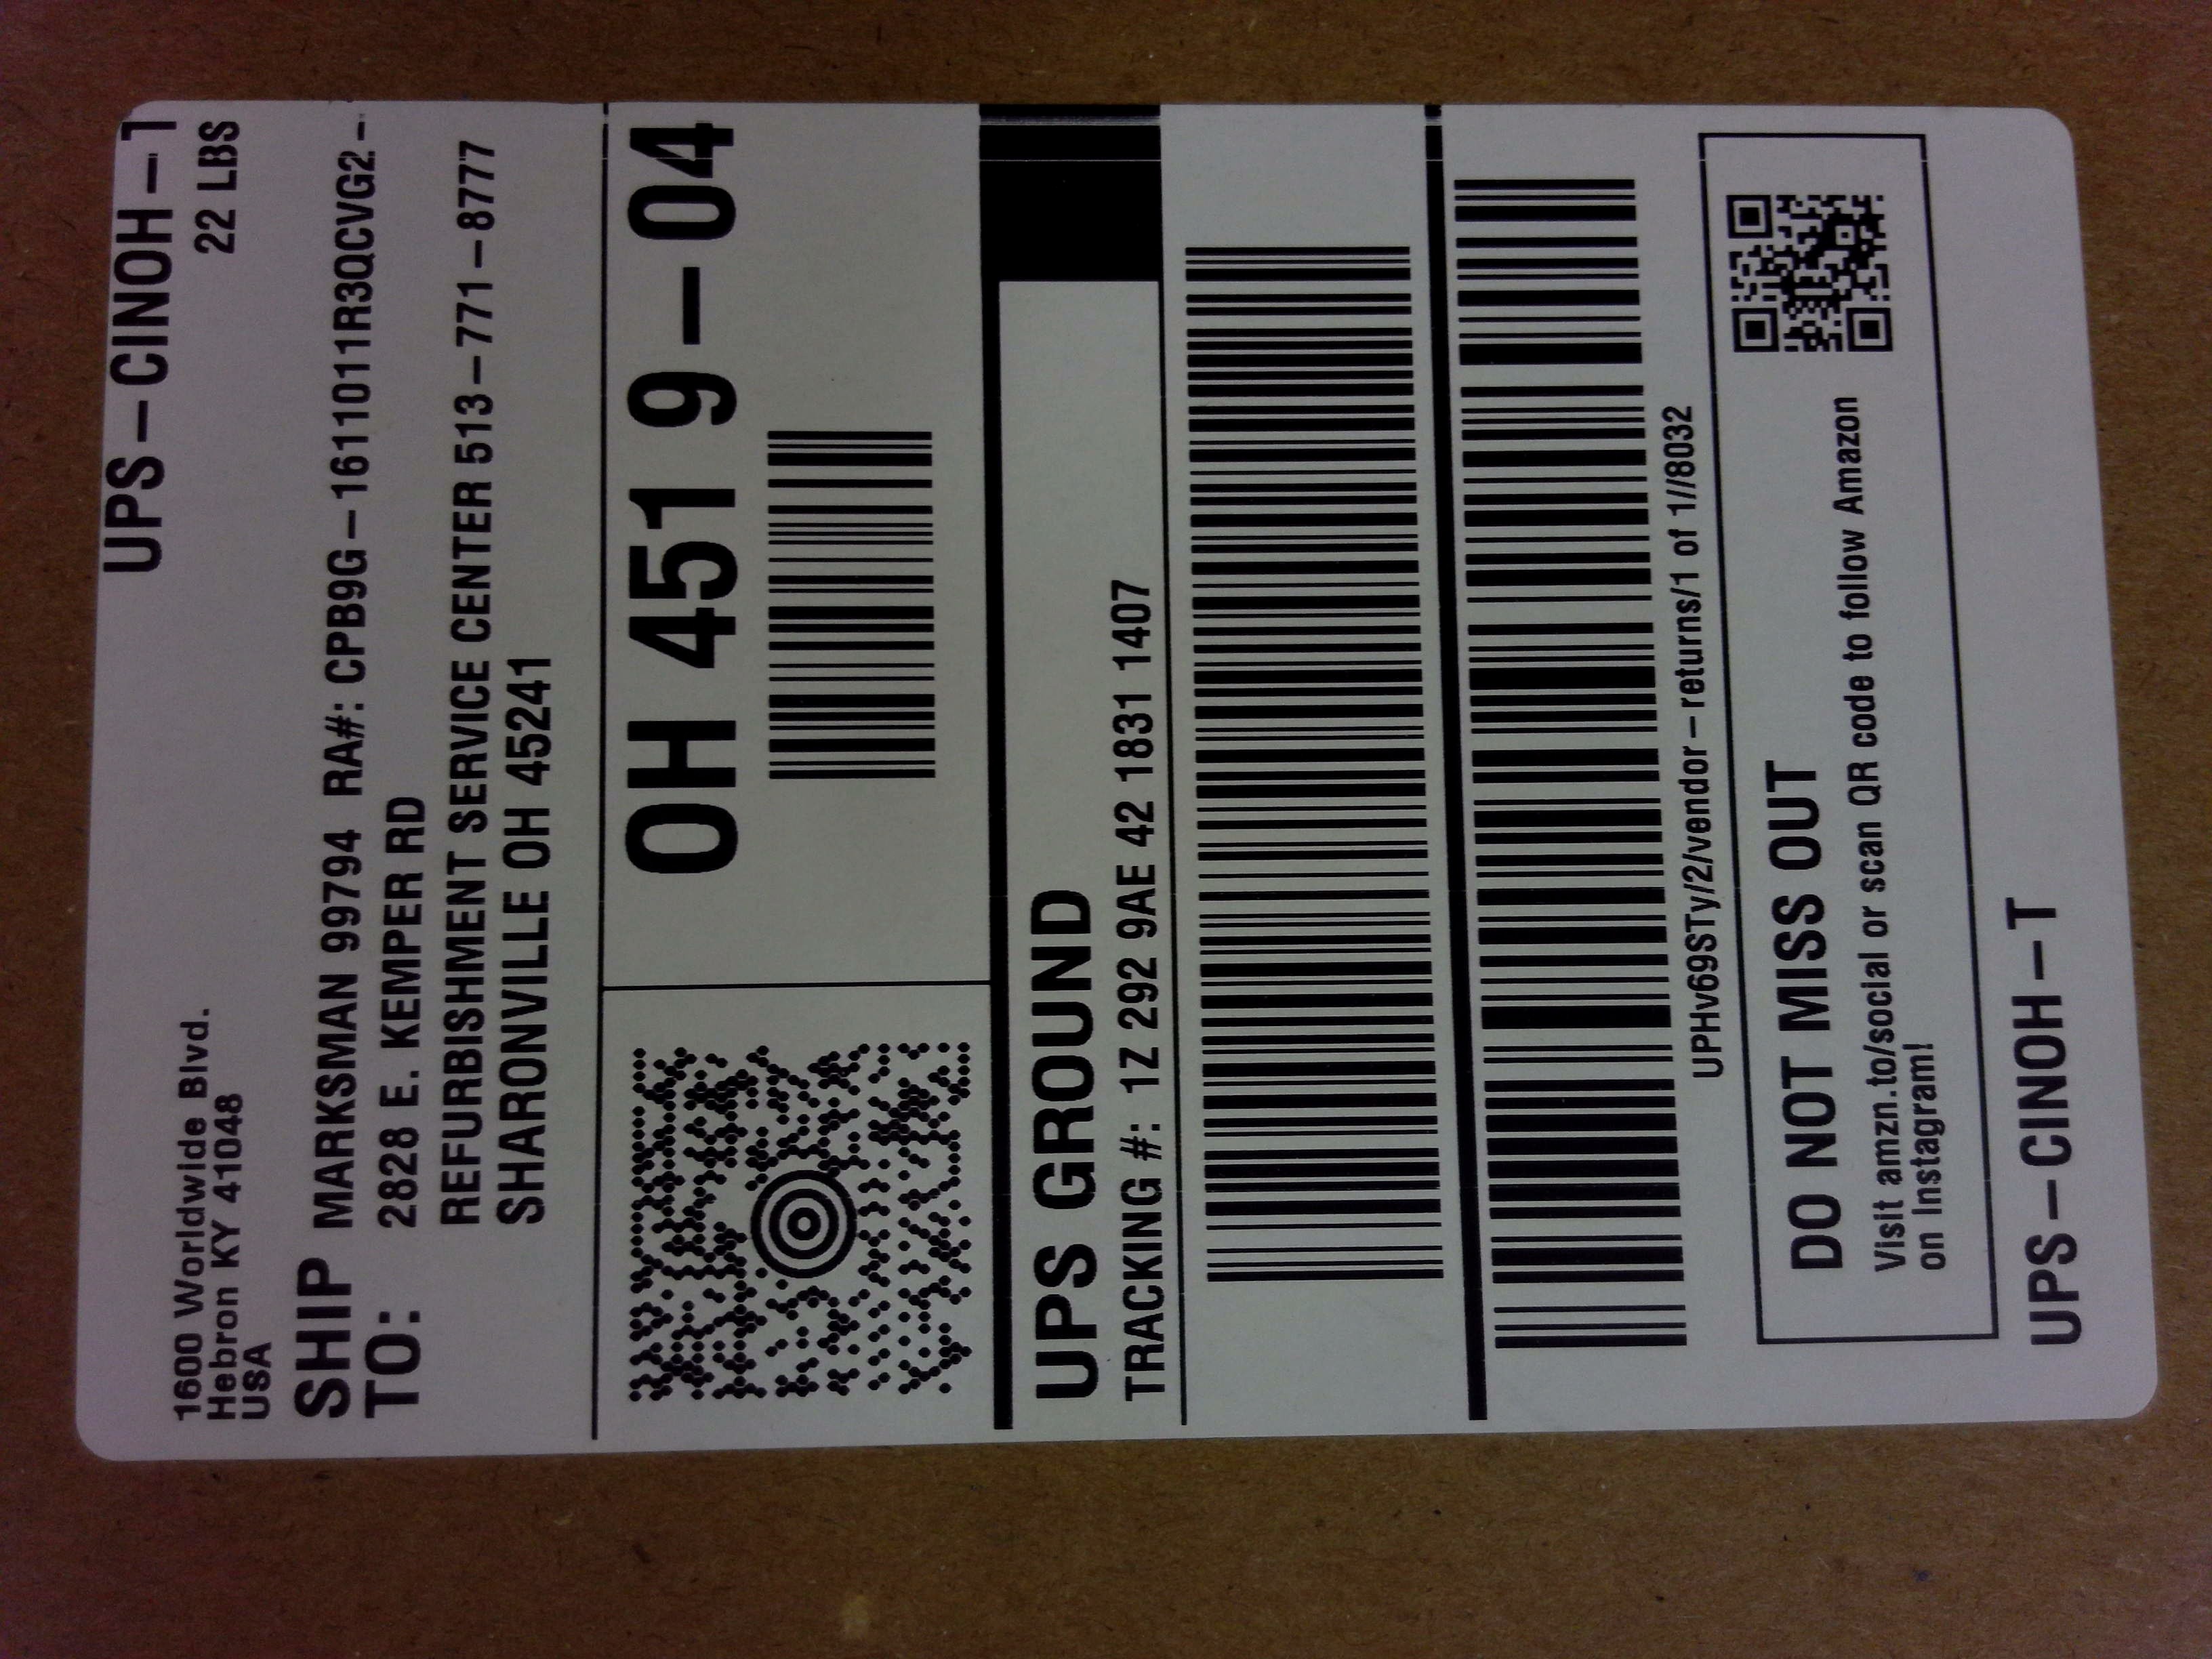 UPS-CINOH-T
22 LBS
1600 Worldwide Blvd.
Hebron KY 41048
USA
SHIP TO:
MARKSMAN 99794 RA#: CPB9G-1611011R3QCVG2-
2828 E. KEMPER RD
REFURBISHMENT SERVICE CENTER 513-771-8777
SHARONVILLE OH 45241
OH 451 9-04
UPS GROUND
TRACKING #: 1Z 292 9AE 42 1831 1407
UPHv69STy/2/vendor-returns/1 of 1//8032
DO NOT MISS OUT
Visit amzn.to/social or scan QR code to follow Amazon
on Instagram!
UPS-CINOH-T